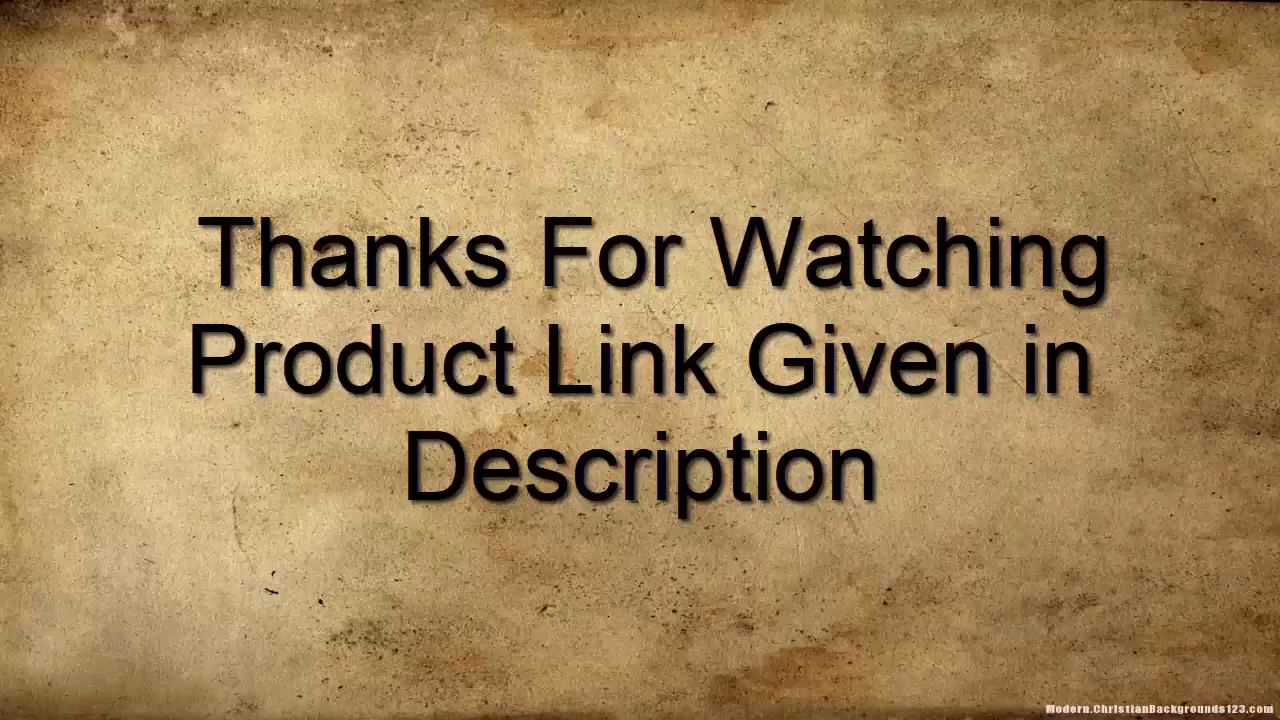 Thanks For Watching
Product Link Given in
Description
Modern.ChristianBackgrounds123.com